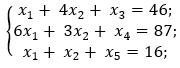 x₁ + 4x₂ + x₃ = 46;
6x₁ + 3x₂ + x₄ = 87;
x₁ + x₂ + x₅ = 16;